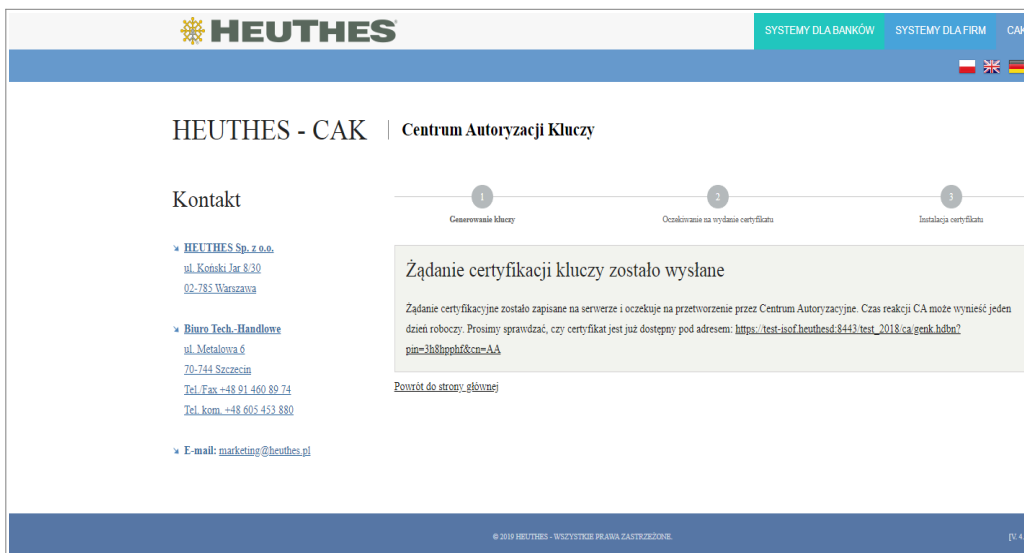 HEUTHES
SYSTEMY DLA BANKÓW
SYSTEMY DLA FIRM
CAK
HEUTHES - CAK
Centrum Autoryzacji Kluczy
Kontakt
HEUTHES Sp. z o.o.
ul. Koński Jar 8/30
02-785 Warszawa
Biuro Tech.-Handlowe
ul. Metalowa 6
70-744 Szczecin
Tel./Fax +48 91 460 89 74
Tel. kom. +48 605 453 880
E-mail: marketing@heuthes.pl
1
2
3
Generowanie kluczy
Oczekiwanie na wydanie certyfikatu
Instalacja certyfikatu
Żądanie certyfikacji kluczy zostało wysłane
Żądanie certyfikacyjne zostało zapisane na serwerze i oczekuje na przetworzenie przez Centrum Autoryzacyjne. Czas reakcji CA może wynieść jeden
dzień roboczy. Prosimy sprawdzać, czy certyfikat jest już dostępny pod adresem: https://test-isof.heuthesd:8443/test_2018/ca/genk.hdbn?
pin=3h8hpphf&cn=AA
Powrót do strony głównej
© 2019 HEUTHES - WSZYSTKIE PRAWA ZASTRZEŻONE.
[V. 4.